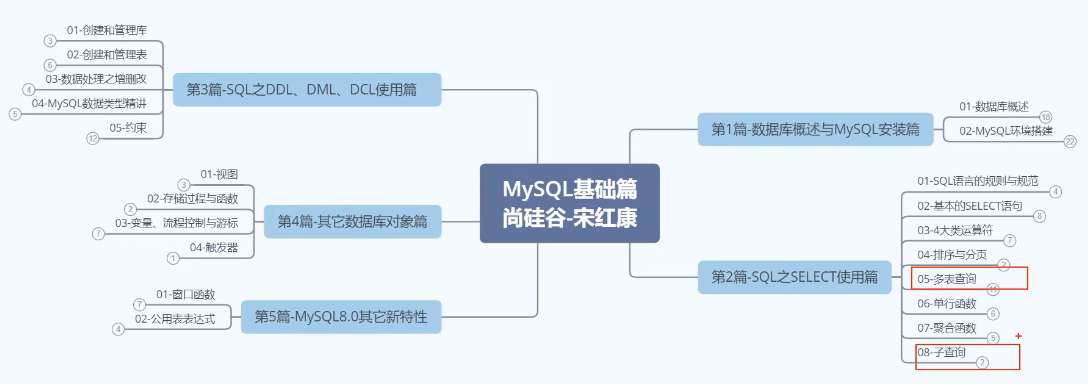 MySQL基础篇
尚硅谷-宋红康
第1篇-数据库概述与MySQL安装篇
01-数据库概述
18
02-MySQL环境搭建
22
第2篇-SQL之SELECT使用篇
01-SQL语言的规则与规范
4
02-基本的SELECT语句
8
03-4大类运算符
7
04-排序与分页
2
05-多表查询
11
06-单行函数
6
07-聚合函数
5
08-子查询
2
第3篇-SQL之DDL、DML、DCL使用篇
01-创建和管理库
3
02-创建和管理表
6
03-数据处理之增删改
4
04-MySQL数据类型精讲
5
05-约束
12
第4篇-其它数据库对象篇
01-视图
3
02-存储过程与函数
2
03-变量、流程控制与游标
7
04-触发器
1
第5篇-MySQL8.0其它新特性
01-窗口函数
7
02-公用表表达式
4